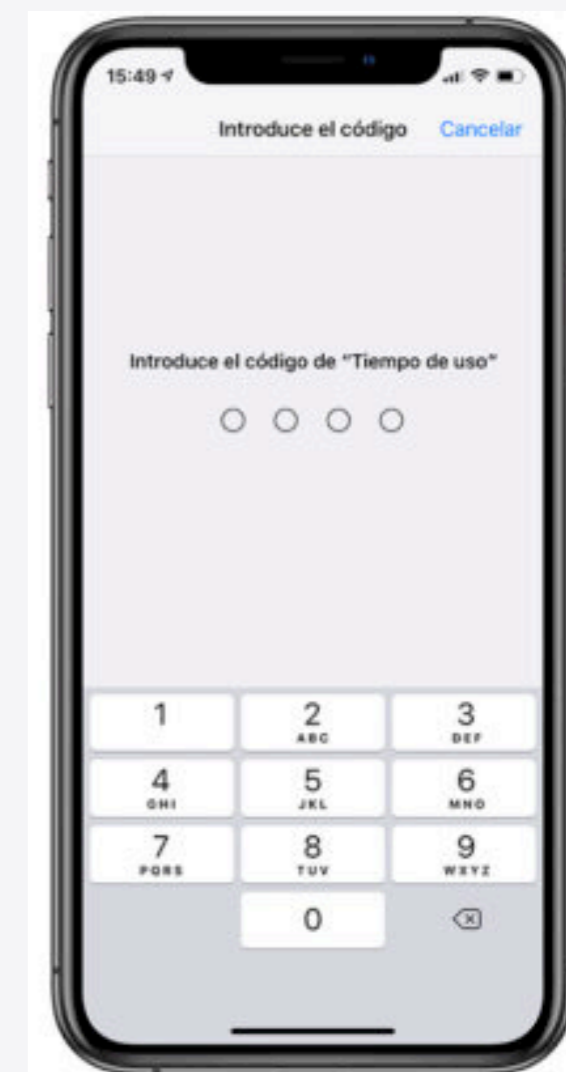 15:49
Introduce el código Cancelar
Introduce el código de "Tiempo de uso"
1 2 3
ABC DEF
4 5 6
GHI JKL MNO
7 8 9
PQRS TUV WXYZ
0